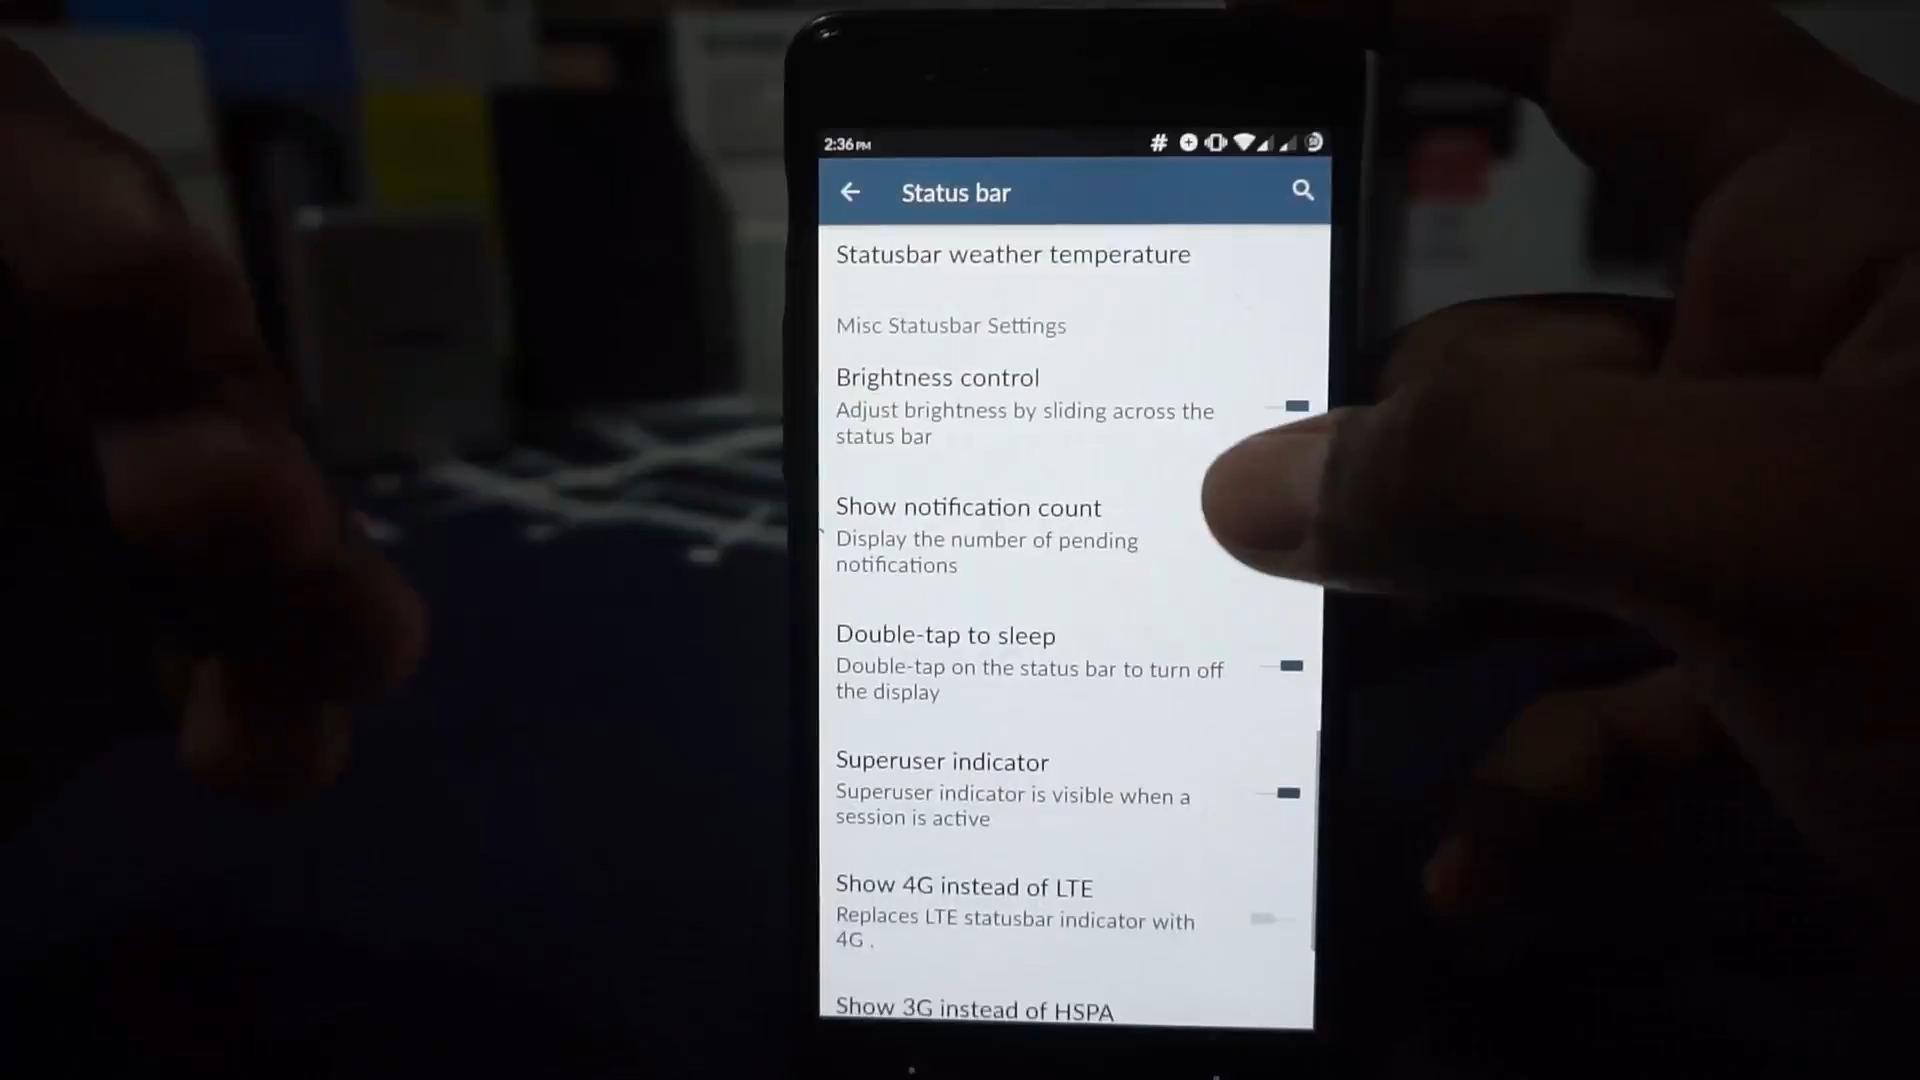 2:36 PM
Status bar
Statusbar weather temperature
Misc Statusbar Settings
Brightness control
Adjust brightness by sliding across the
status bar
Show notification count
Display the number of pending
notifications
Double-tap to sleep
Double-tap on the status bar to turn off
the display
Superuser indicator
Superuser indicator is visible when a
session is active
Show 4G instead of LTE
Replaces LTE statusbar indicator with
4G .
Show 3G instead of HSPA